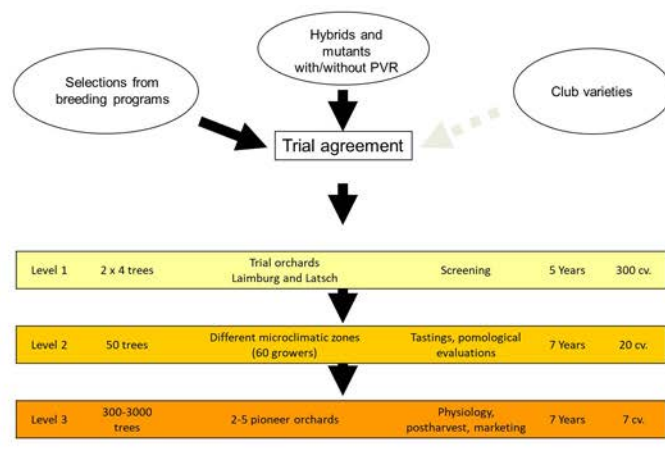 Hybrids and
mutants
with/without PVR
Selections from
breeding programs
Club varieties
Trial agreement
Level 1 2 x 4 trees Trial orchards Laimburg and Latsch Screening 5 Years 300 cv.
Level 2 50 trees Different microclimatic zones (60 growers) Tastings, pomological evaluations 7 Years 20 cv.
Level 3 300-3000 trees 2-5 pioneer orchards Physiology, postharvest, marketing 7 Years 7 cv.